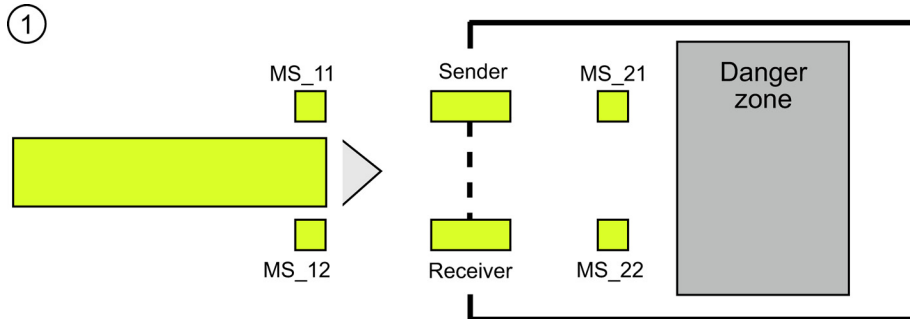 1
MS_11
Sender
MS_21
Danger
zone
MS_12
Receiver
MS_22